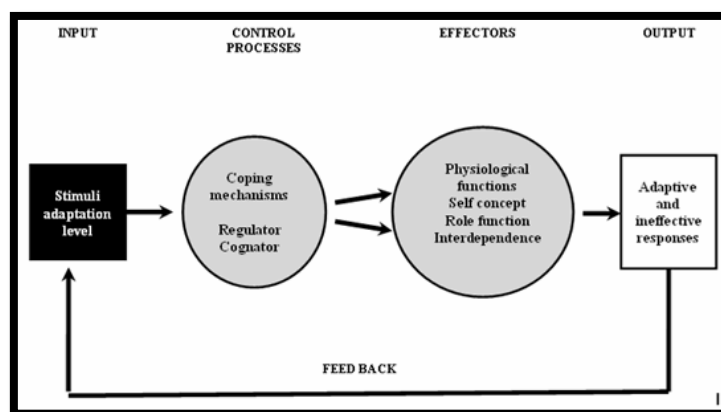 INPUT
CONTROL
PROCESSES
EFFECTORS
OUTPUT
Stimuli
adaptation
level
Coping
mechanisms
Regulator
Cognator
Physiological
functions
Self concept
Role function
Interdependence
Adaptive
and
ineffective
responses
FEED BACK